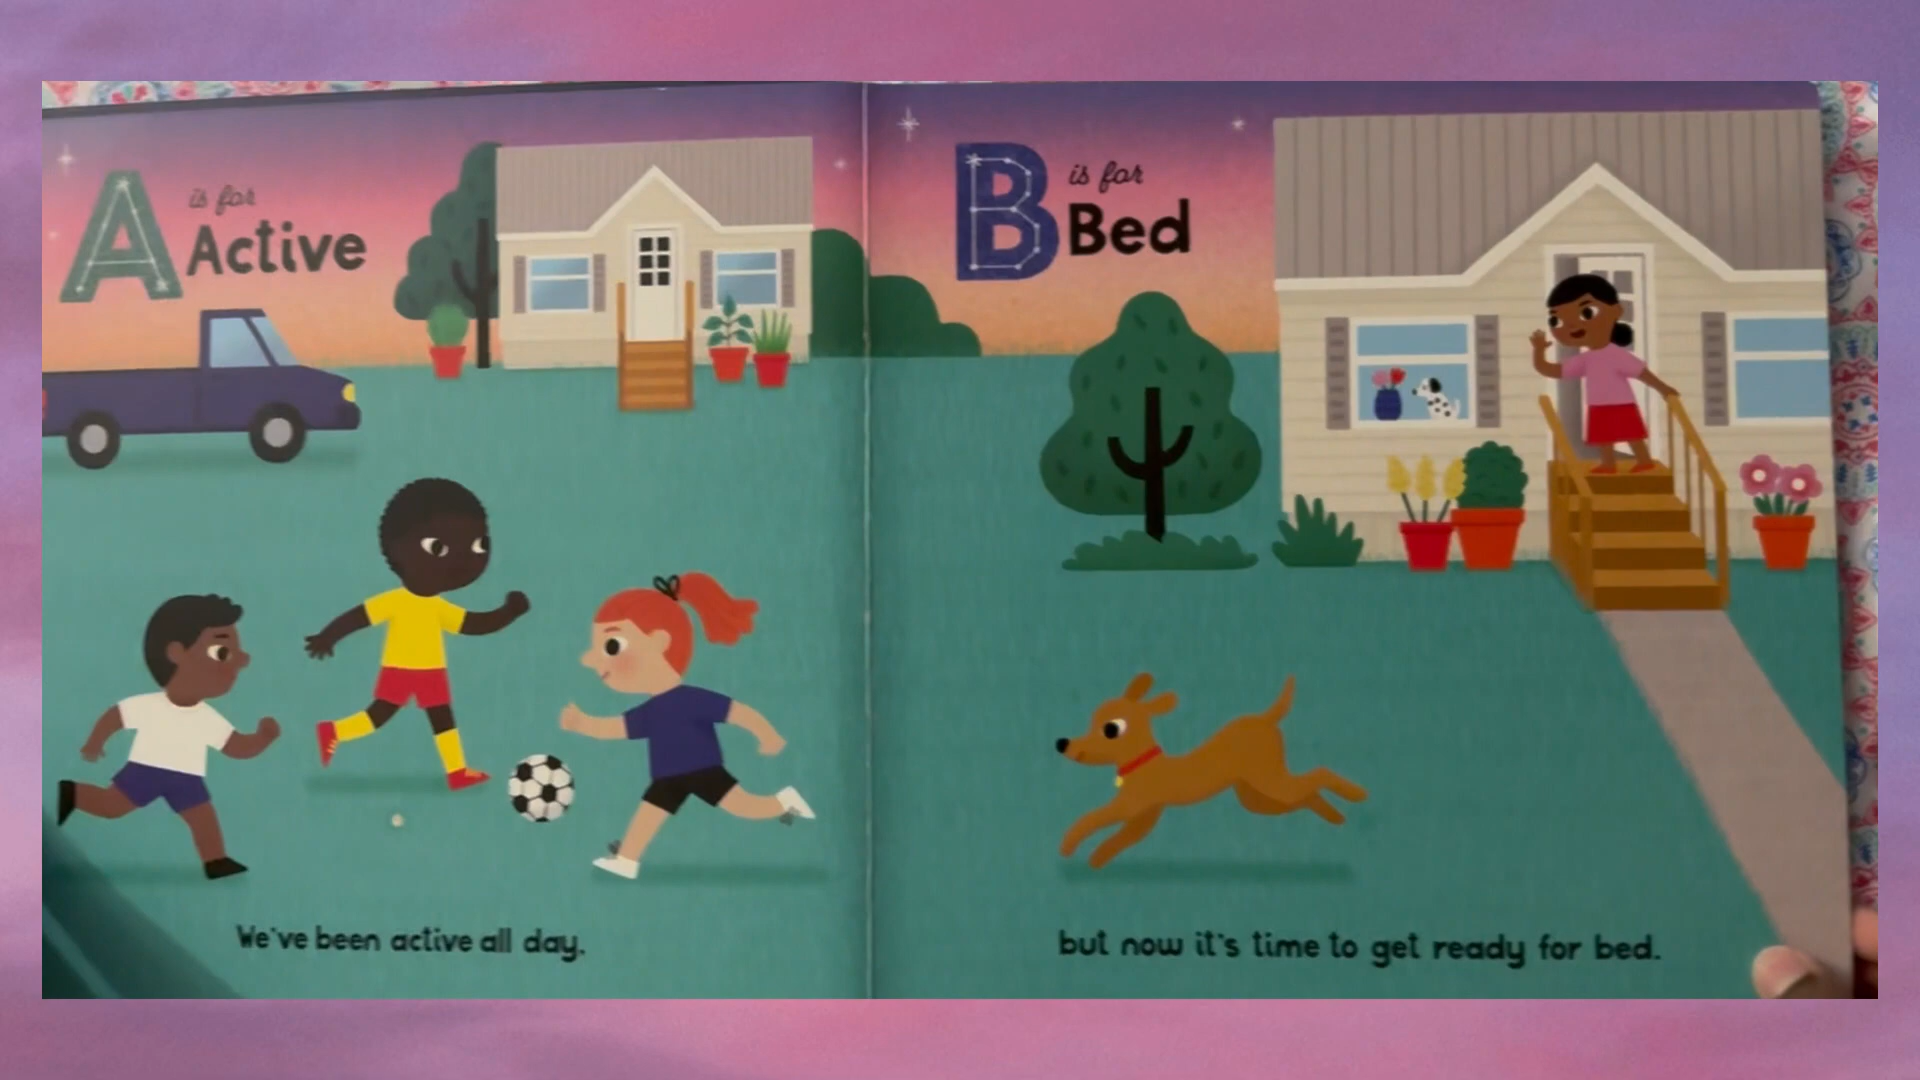 A is for
Active
We've been active all day.
B is for
Bed
but now it's time to get ready for bed.